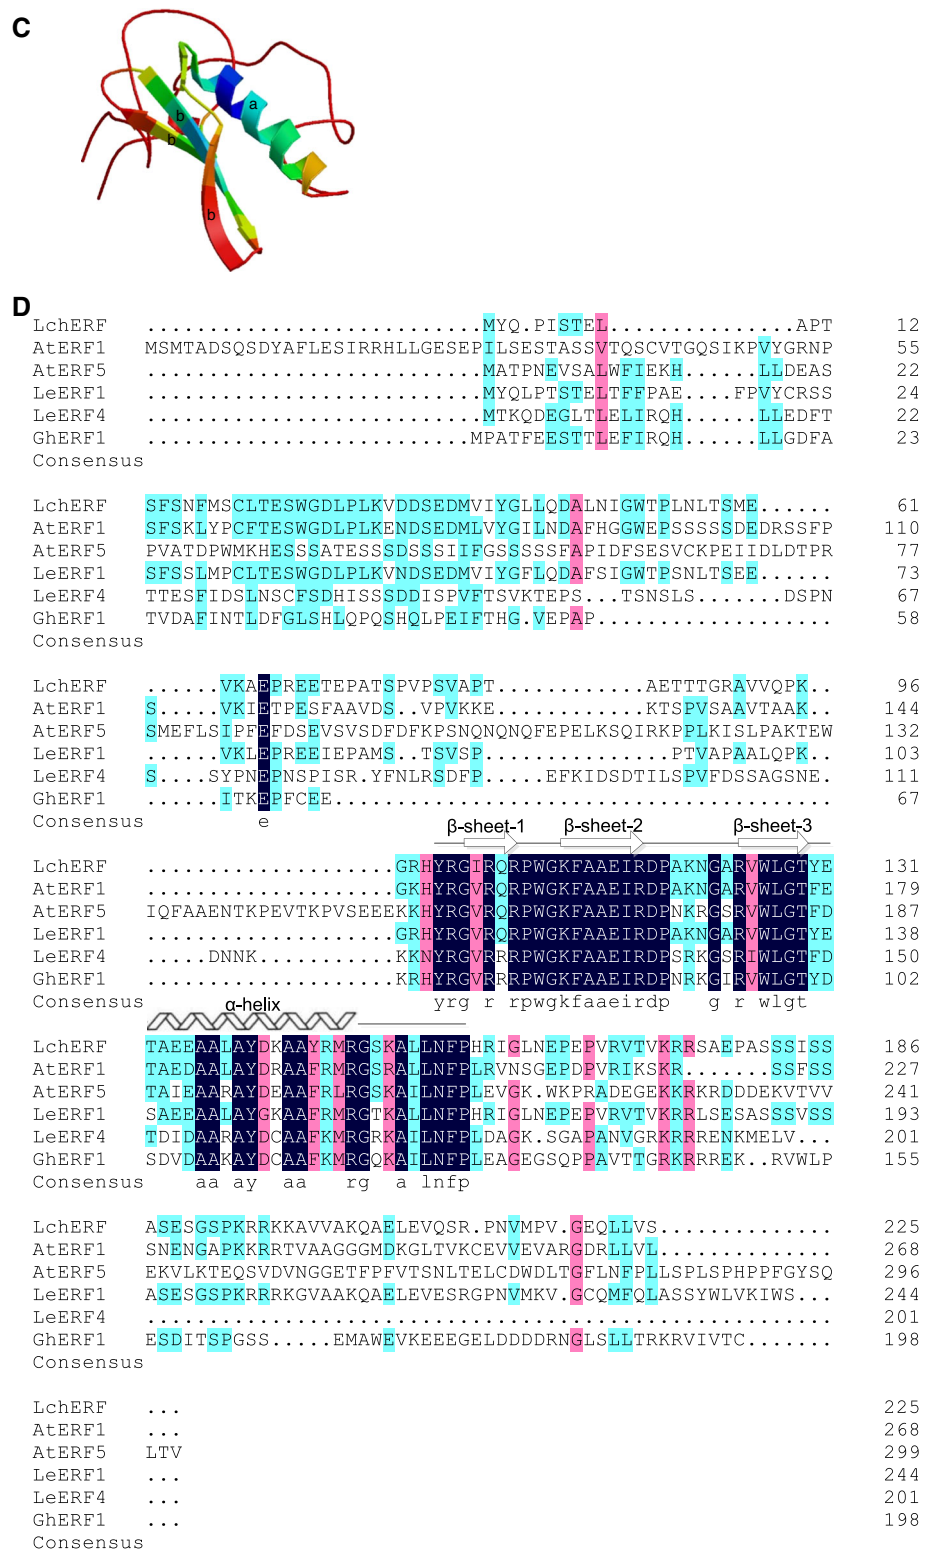 C
a
b
b
b
D
LchERF ...........................MYQ.PISTEL...............APT 12
AtERF1 MSMTADSQSDYAFLESIRRHLLGESEPILSESTASSVTQSCVTGQSIKPVYGRNP 55
AtERF5 ...........................MATPNEVSALWFIEKH......LLDEAS 22
LeERF1 ...........................MYQLPTSTELTFFPAE....FPVYCRSS 24
LeERF4 ...........................MTKQDEGLTLELIRQH......LLEDFT 22
GhERF1 ..........................MPATFEESTTLEFIRQH......LLGDFA 23
Consensus
LchERF SFSNFMSCLTESWGDLPLKVDDSEDMVIYGLLQDALNIGWTPLNLTSME...... 61
AtERF1 SFSKLYPCFTESWGDLPLKENDSEDMLVYGILNDAFHGGWEPSSSSSDEDRSSFP 110
AtERF5 PVATDPWMKHESSSATESSSDSSSIIFGSSSSSFAPIDFSESVCKPEIIDLDTPR 77
LeERF1 SFSSLMPCLTESWGDLPLKVNDSEDMVIYGFLQDAFSIGWTPSNLTSEE...... 73
LeERF4 TTESFIDSLNSCFSDHISSSDDISPVFTSVKTEPS...TSNSLS.......DSPN 67
GhERF1 TVDAFINTLDFGLSHLQPQSHQLPEIFTHG.VEPAP................... 58
Consensus
LchERF ......VKAEPREETEPATSPVPSVAPT............AETTTGRAVVQPK.. 96
AtERF1 S.....VKIETPESFAAVDS..VPVKKE............KTSPVSAAVTAAK.. 144
AtERF5 SMEFLSIPFEFDSEVSVSDFDFKPSNQNQNQFEPELKSQIRKPPLKISLPAKTEW 132
LeERF1 ......VKLEPREEIEPAMS..TSVSP...............PTVAPALQPK.. 103
LeERF4 S....SYPNEPNSPISR.YFNLRSDFP.....EFKIDSDTILSPVFDSSAGSNE. 111
GhERF1 ......ITKEPFCEE........................................ 67
Consensus e
β-sheet-1 β-sheet-2 β-sheet-3
LchERF ....................GRHYRGIRQRPWGKFAAEIRDPAKNGARVWLGTYE 131
AtERF1 ....................GKHYRGVRQRPWGKFAAEIRDPAKNGARVWLGTFE 179
AtERF5 IQFAAENTKPEVTKPVSEEEKKHYRGVRQRPWGKFAAEIRDPNKRGSRVWLGTFD 187
LeERF1 ....................GRHYRGVRQRPWGKFAAEIRDPAKNGARVWLGTYE 138
LeERF4 .....DNNK...........KKNYRGVRRRPWGKFAAEIRDPSRKGSRIWLGTFD 150
GhERF1 ....................KRHYRGVRRRPWGKFAAEIRDPNRKGIRVWLGTFD 102
Consensus yrg r rpwgkfaaeirdp g r wlgt
α-helix
LchERF TAEEAALAYDKAAYRMRGSKALLNFPHRIGLNEPEPVRVTVKRRSAEPASSSISS 186
AtERF1 TAEDAALAYDRAAFRMRGSRALLNFPLRVNSGEPDPVRIKSKR.......SSFSS 227
AtERF5 TAIEAARAYDEAAFRLRGSKAILNFPLEVGK.WKPRADEGEKKRKRDDDEKVTVV 241
LeERF1 SAEEAALAYGKAAFRMRGTKALLNFPHRIGLNEPEPVRVTVKRRLSESASSSVSS 193
LeERF4 TDIDAARAYDCAAFKMRGRKAILNFPLDAGK.SGAPANVGRKRRRENKMELV... 201
GhERF1 SDVDAAKAYDCAAFKMRGQKAILNFPLEAGEGSQPPAVTTGRKRRREK..RVWLP 155
Consensus aa ay aa rg a lnfp
LchERF ASESGSPKRRKKAVVAKQAELEVQSR.PNVMPV.GEQLLVS.............. 225
AtERF1 SNENGAPKKRRTVAAGGGMDKGLTVKCEVVEVARGDRLLVL.............. 268
AtERF5 EKVLKTEQSVDVNGGETFPFVTSNLTELCDWDLTGFLNFPLLSPLSPHPPFGYSQ 296
LeERF1 ASESGSPKRRRKGVAAKQAELEVESRGPNVMKV.GCQMFQLASSYWLVKIWS... 244
LeERF4 ....................................................... 201
GhERF1 ESDITSPGSS.....EMAWEVKEEEGELDDDDRNGLSLLTRKRVIVTC....... 198
Consensus
LchERF ... 225
AtERF1 ... 268
AtERF5 LTV 299
LeERF1 ... 244
LeERF4 ... 201
GhERF1 ... 198
Consensus